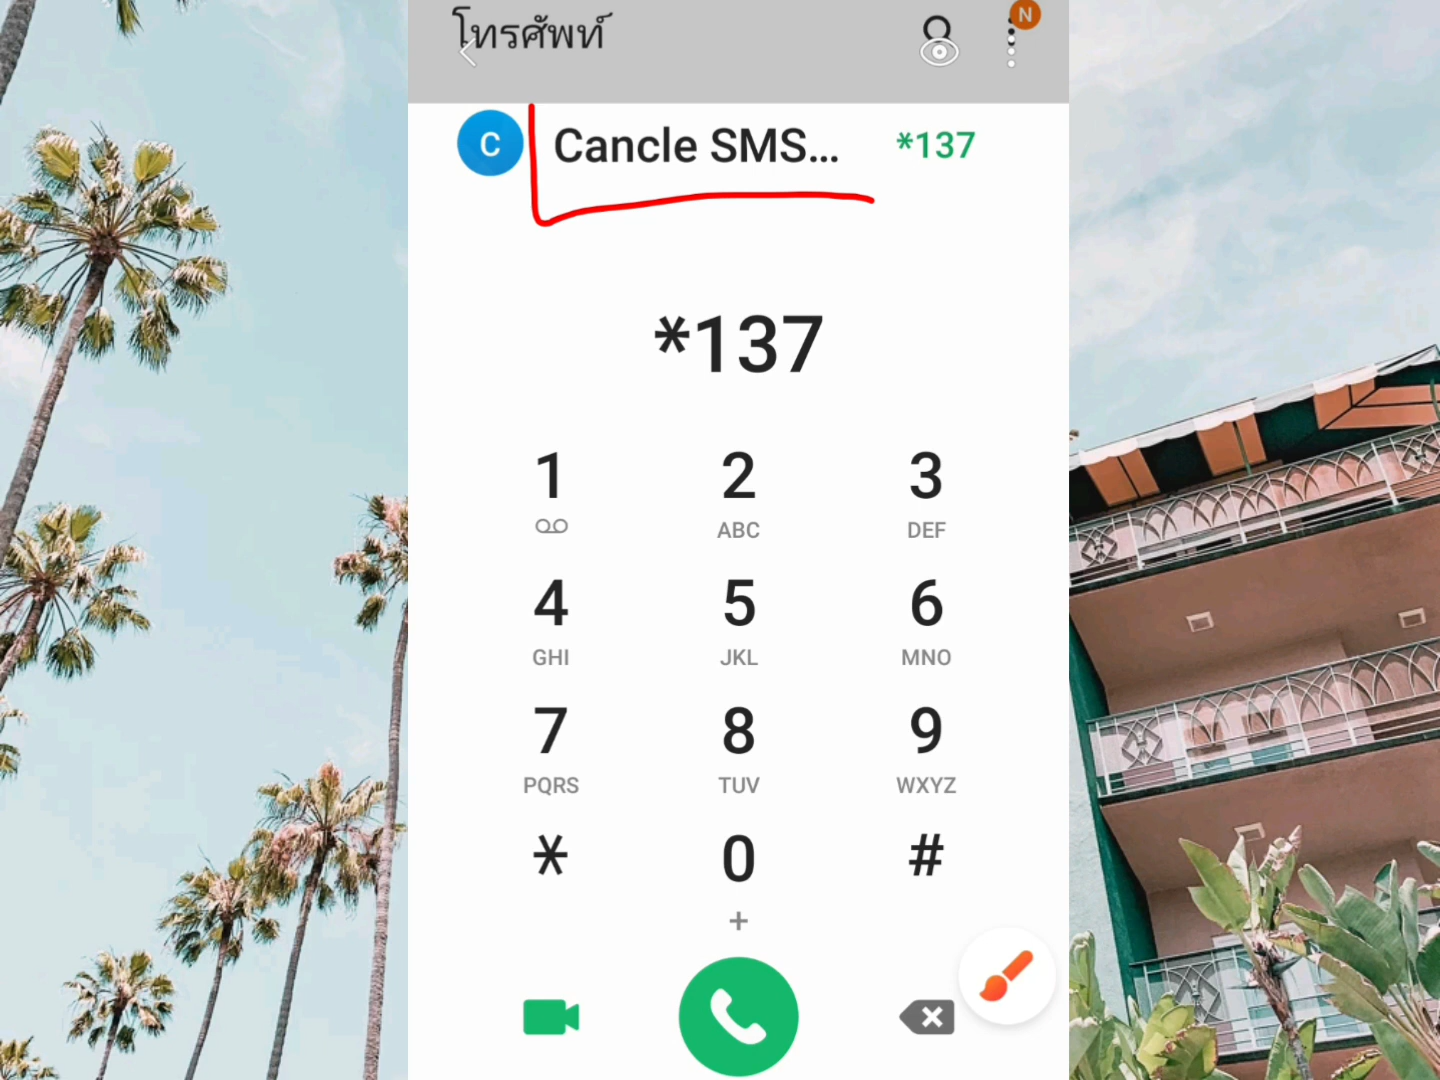 โทรศัพท์
N
C Cancle SMS... *137
*137
1 2 3
ABC DEF
4 5 6
GHI JKL MNO
7 8 9
PQRS TUV WXYZ
* 0 #
+